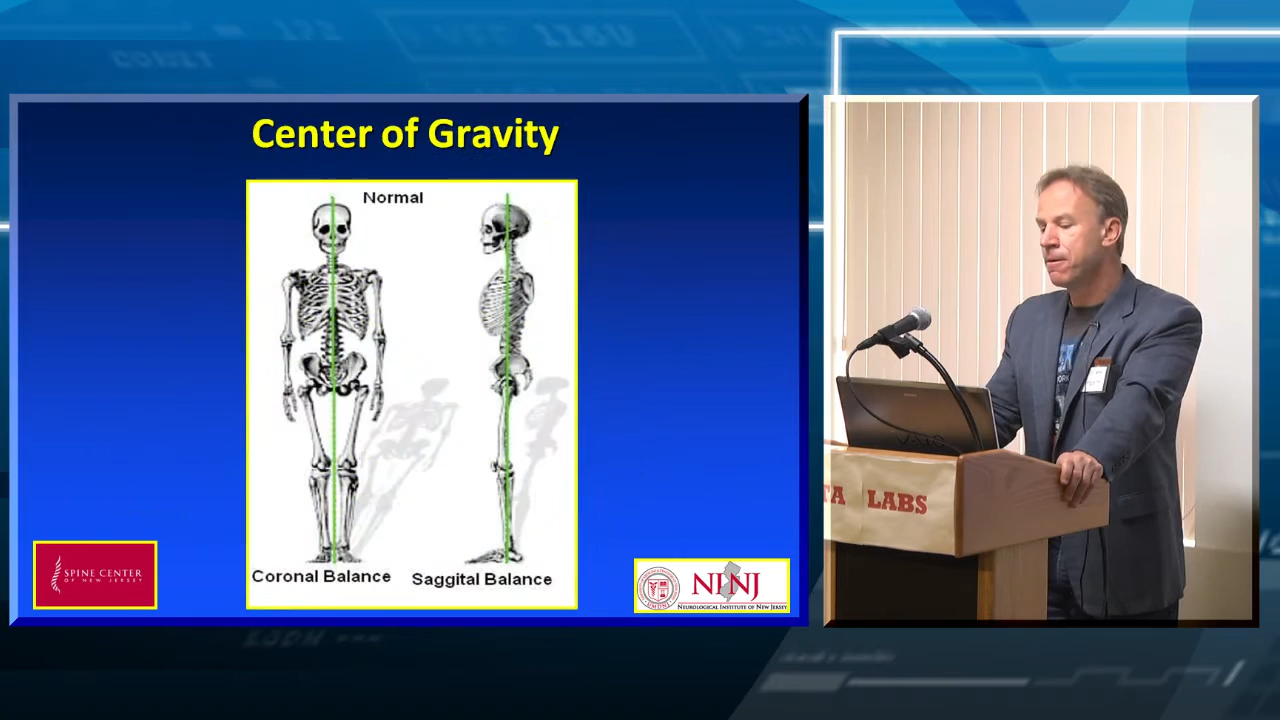 Center of Gravity
Normal
Coronal Balance
Saggital Balance
SPINE CENTER
OF NEW JERSEY
NINJ
NEUROLOGICAL INSTITUTE OF NEW JERSEY
LABS
VAIO